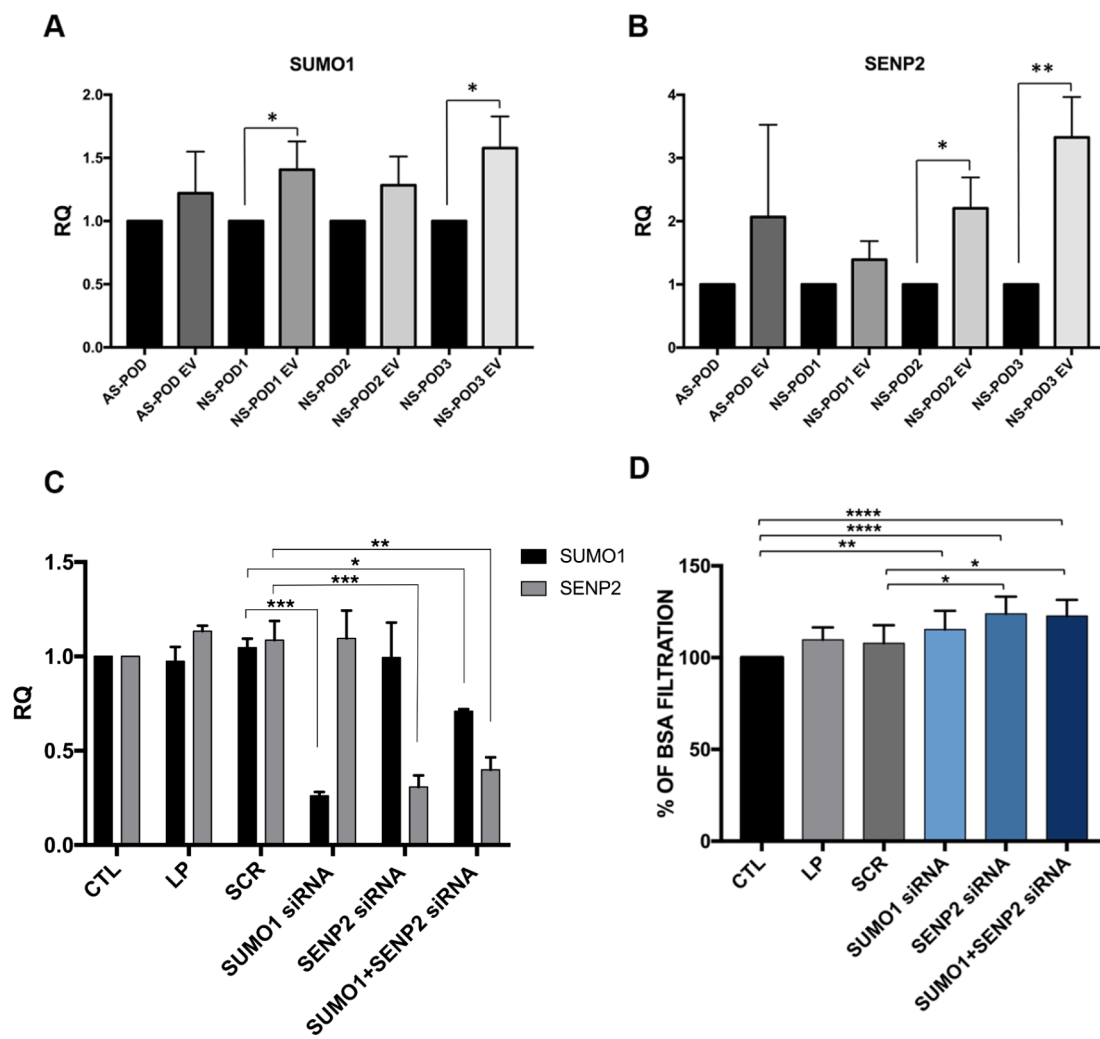 A
SUMO1
RQ
2.0
1.5
1.0
0.5
0.0
*
*
AS-POD
AS-POD EV
NS-POD1
NS-POD1 EV
NS-POD2
NS-POD2 EV
NS-POD3
NS-POD3 EV
B
SENP2
RQ
4
3
2
1
0
*
**
AS-POD
AS-POD EV
NS-POD1
NS-POD1 EV
NS-POD2
NS-POD2 EV
NS-POD3
NS-POD3 EV
C
RQ
1.5
1.0
0.5
0.0
**
*
***
***
SUMO1
SENP2
CTL
LP
SCR
SUMO1 siRNA
SENP2 siRNA
SUMO1+SENP2 siRNA
D
% OF BSA FILTRATION
150
100
50
0
****
****
**
*
*
CTL
LP
SCR
SUMO1 siRNA
SENP2 siRNA
SUMO1+SENP2 siRNA